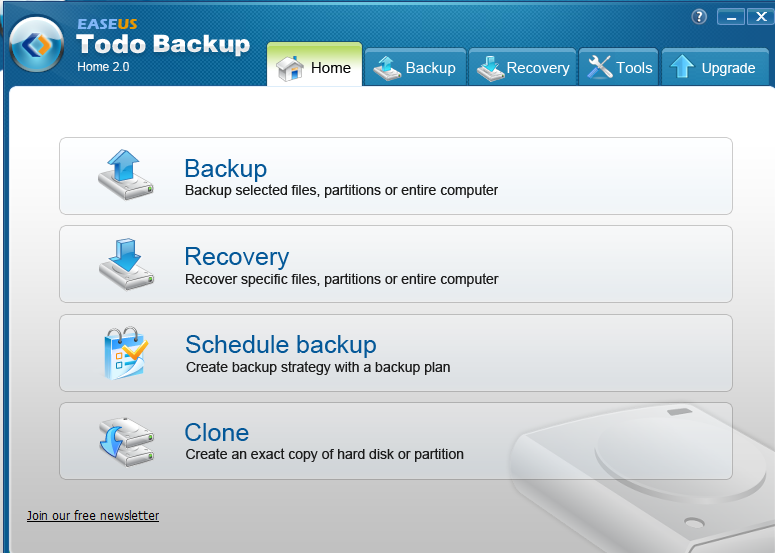 EASEUS
Todo Backup
Home 2.0
?
Home
Backup
Recovery
Tools
Upgrade
Backup
Backup selected files, partitions or entire computer
Recovery
Recover specific files, partitions or entire computer
Schedule backup
Create backup strategy with a backup plan
Clone
Create an exact copy of hard disk or partition
Join our free newsletter